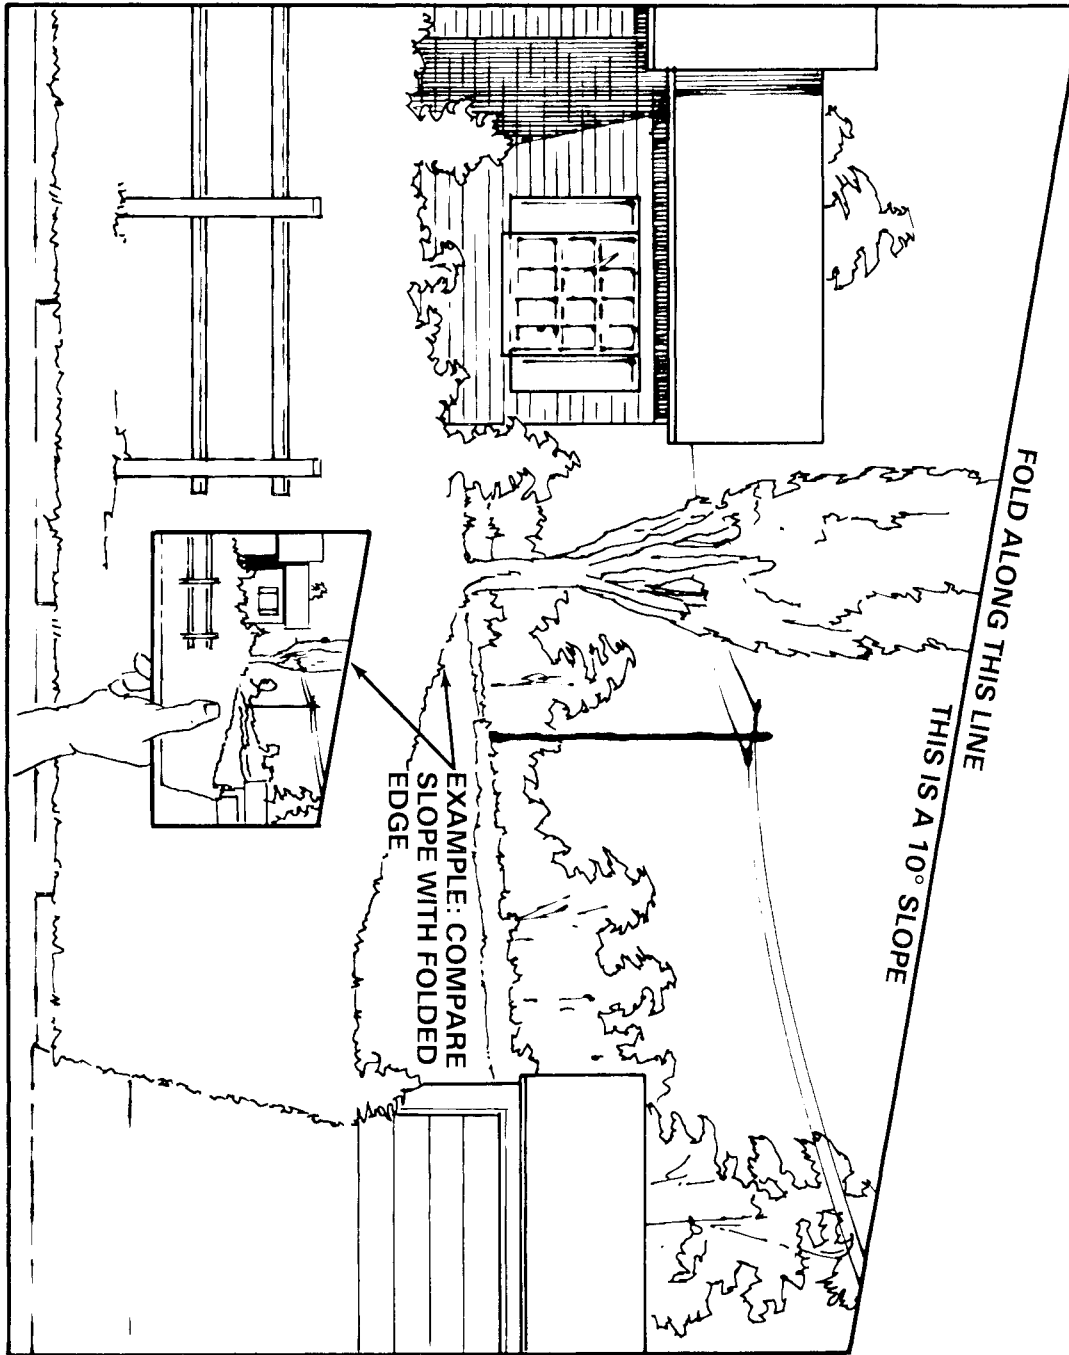 FOLD ALONG THIS LINE
THIS IS A 10° SLOPE
EXAMPLE: COMPARE
SLOPE WITH FOLDED
EDGE